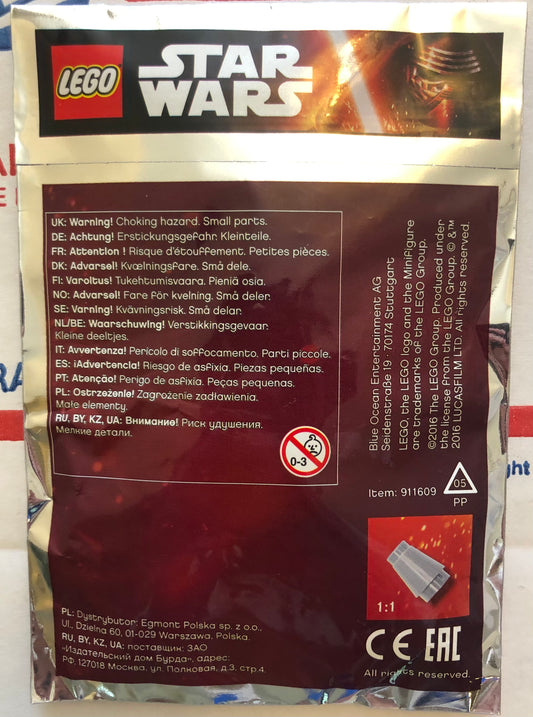 LEGO
STAR
WARS
UK: Warning! Choking hazard. Small parts.
DE: Achtung! Erstickungsgefahr. Kleinteile.
FR: Attention ! Risque d'étouffement. Petites pièces.
DK: Advarsel! Kvælningsfare. Små dele.
FI: Varoitus! Tukehtumisvaara. Pieniä osia.
NO: Advarsel! Fare for kvelning. Små deler.
SE: Varning! Kvävningsrisk. Små delar.
NL/BE: Waarschuwing! Verstikkingsgevaar.
Kleine deeltjes.
IT: Avvertenza! Pericolo di soffocamento. Parti piccole.
ES: ¡Advertencia! Riesgo de asfixia. Piezas pequeñas.
PT: Atenção! Perigo de asfixia. Peças pequenas.
PL: Ostrzeżenie! Zagrożenie zadławienia.
Małe elementy.
RU, BY, KZ, UA: Внимание! Риск удушения.
Мелкие детали.
0-3
Blue Ocean Entertainment AG
Seidenstraße 19 · 70174 Stuttgart
LEGO, the LEGO logo and the Minifigure
are trademarks of the LEGO Group.
©2016 The LEGO Group. Produced under
the license from the LEGO Group. © &™
2016 LUCASFILM LTD. All rights reserved.
Item: 911609
05
PP
1:1
PL: Dystrybutor: Egmont Polska sp. z o.o.,
Ul. Dzielna 60, 01-029 Warszawa, Polska.
RU, BY, KZ, UA: поставщик: ЗАО
«Издательский дом Бурда», адрес:
РФ, 127018 Москва, ул. Полковая, д.3, стр.4.
CE EAC
All rights reserved.
ght